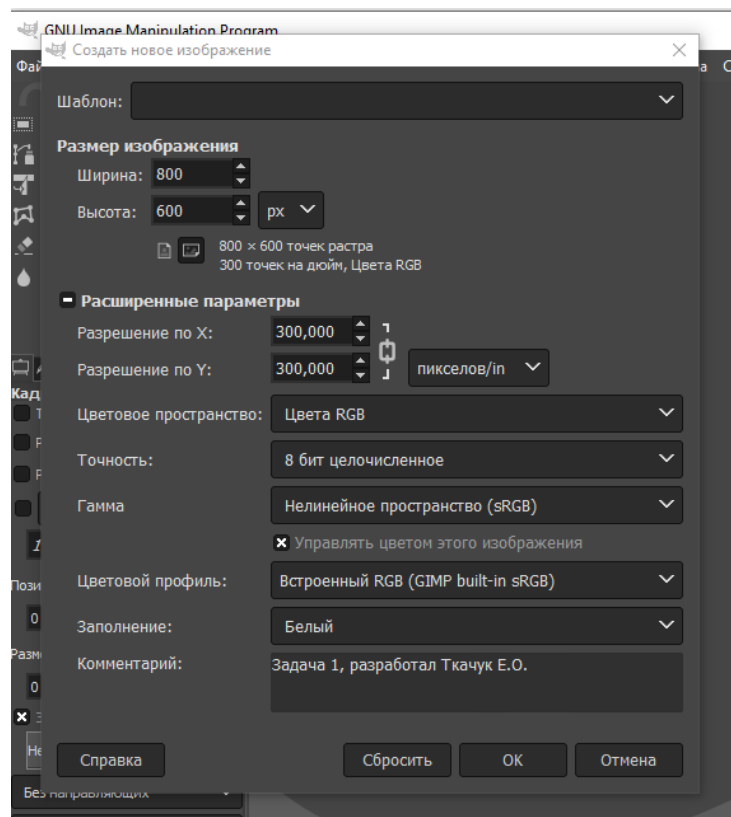 GNU Image Manipulation Program
Создать новое изображение
Шаблон:
Размер изображения
Ширина: 800
Высота: 600 px
800 × 600 точек растра
300 точек на дюйм, Цвета RGB
Расширенные параметры
Разрешение по X: 300,000
Разрешение по Y: 300,000 пикселов/in
Цветовое пространство: Цвета RGB
Точность: 8 бит целочисленное
Гамма Нелинейное пространство (sRGB)
Управлять цветом этого изображения
Цветовой профиль: Встроенный RGB (GIMP built-in sRGB)
Заполнение: Белый
Комментарий: Задача 1, разработал Ткачук Е.О.
Справка Сбросить ОК Отмена
Без направляющих